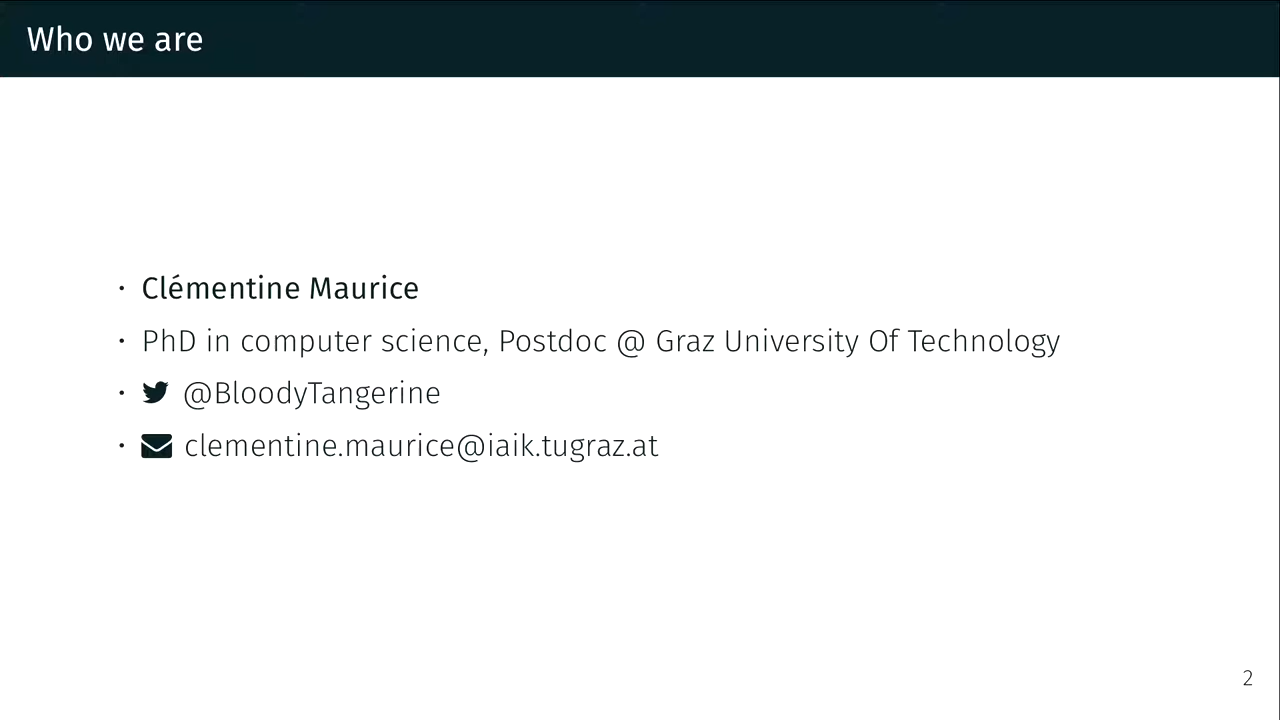 Who we are
• Clémentine Maurice
• PhD in computer science, Postdoc @ Graz University Of Technology
• @BloodyTangerine
• clementine.maurice@iaik.tugraz.at
2